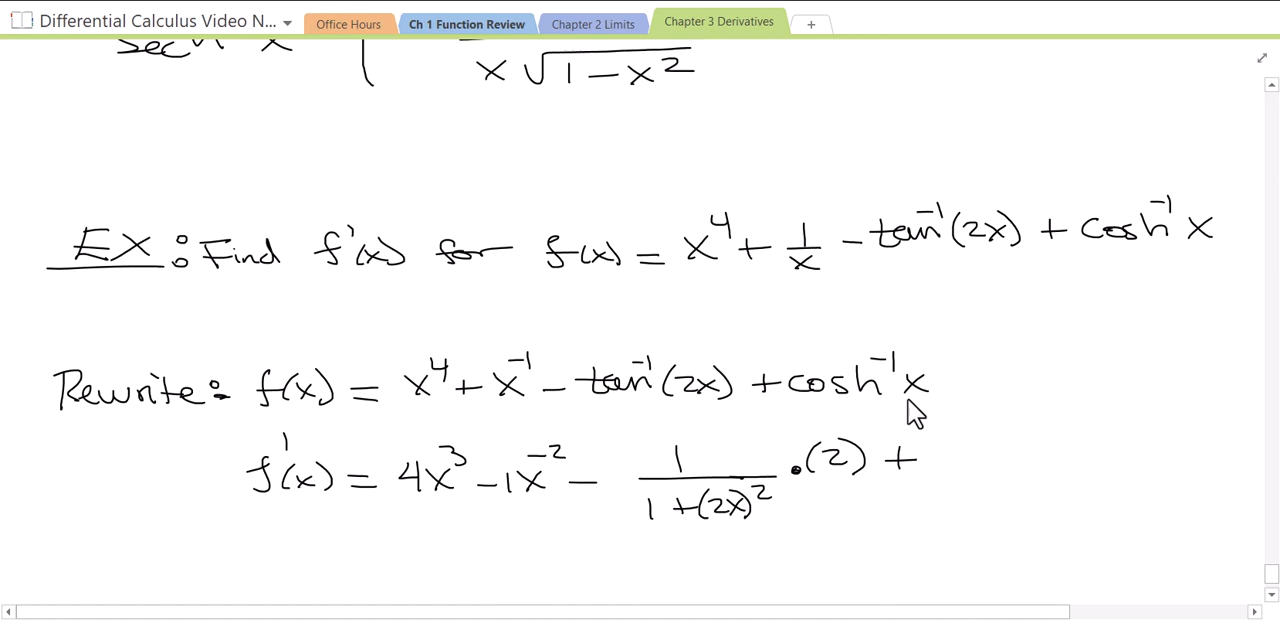 Differential Calculus Video N... Office Hours Ch 1 Function Review Chapter 2 Limits Chapter 3 Derivatives +
sech⁻¹ x
x√(1-x²)
EX: Find f'(x) for f(x) = x⁴ + 1/x - tan⁻¹(2x) + cosh⁻¹ x
Rewrite: f(x) = x⁴ + x⁻¹ - tan⁻¹(2x) + cosh⁻¹ x
f'(x) = 4x³ - 1x⁻² - 1/(1+(2x)²) · (2) +